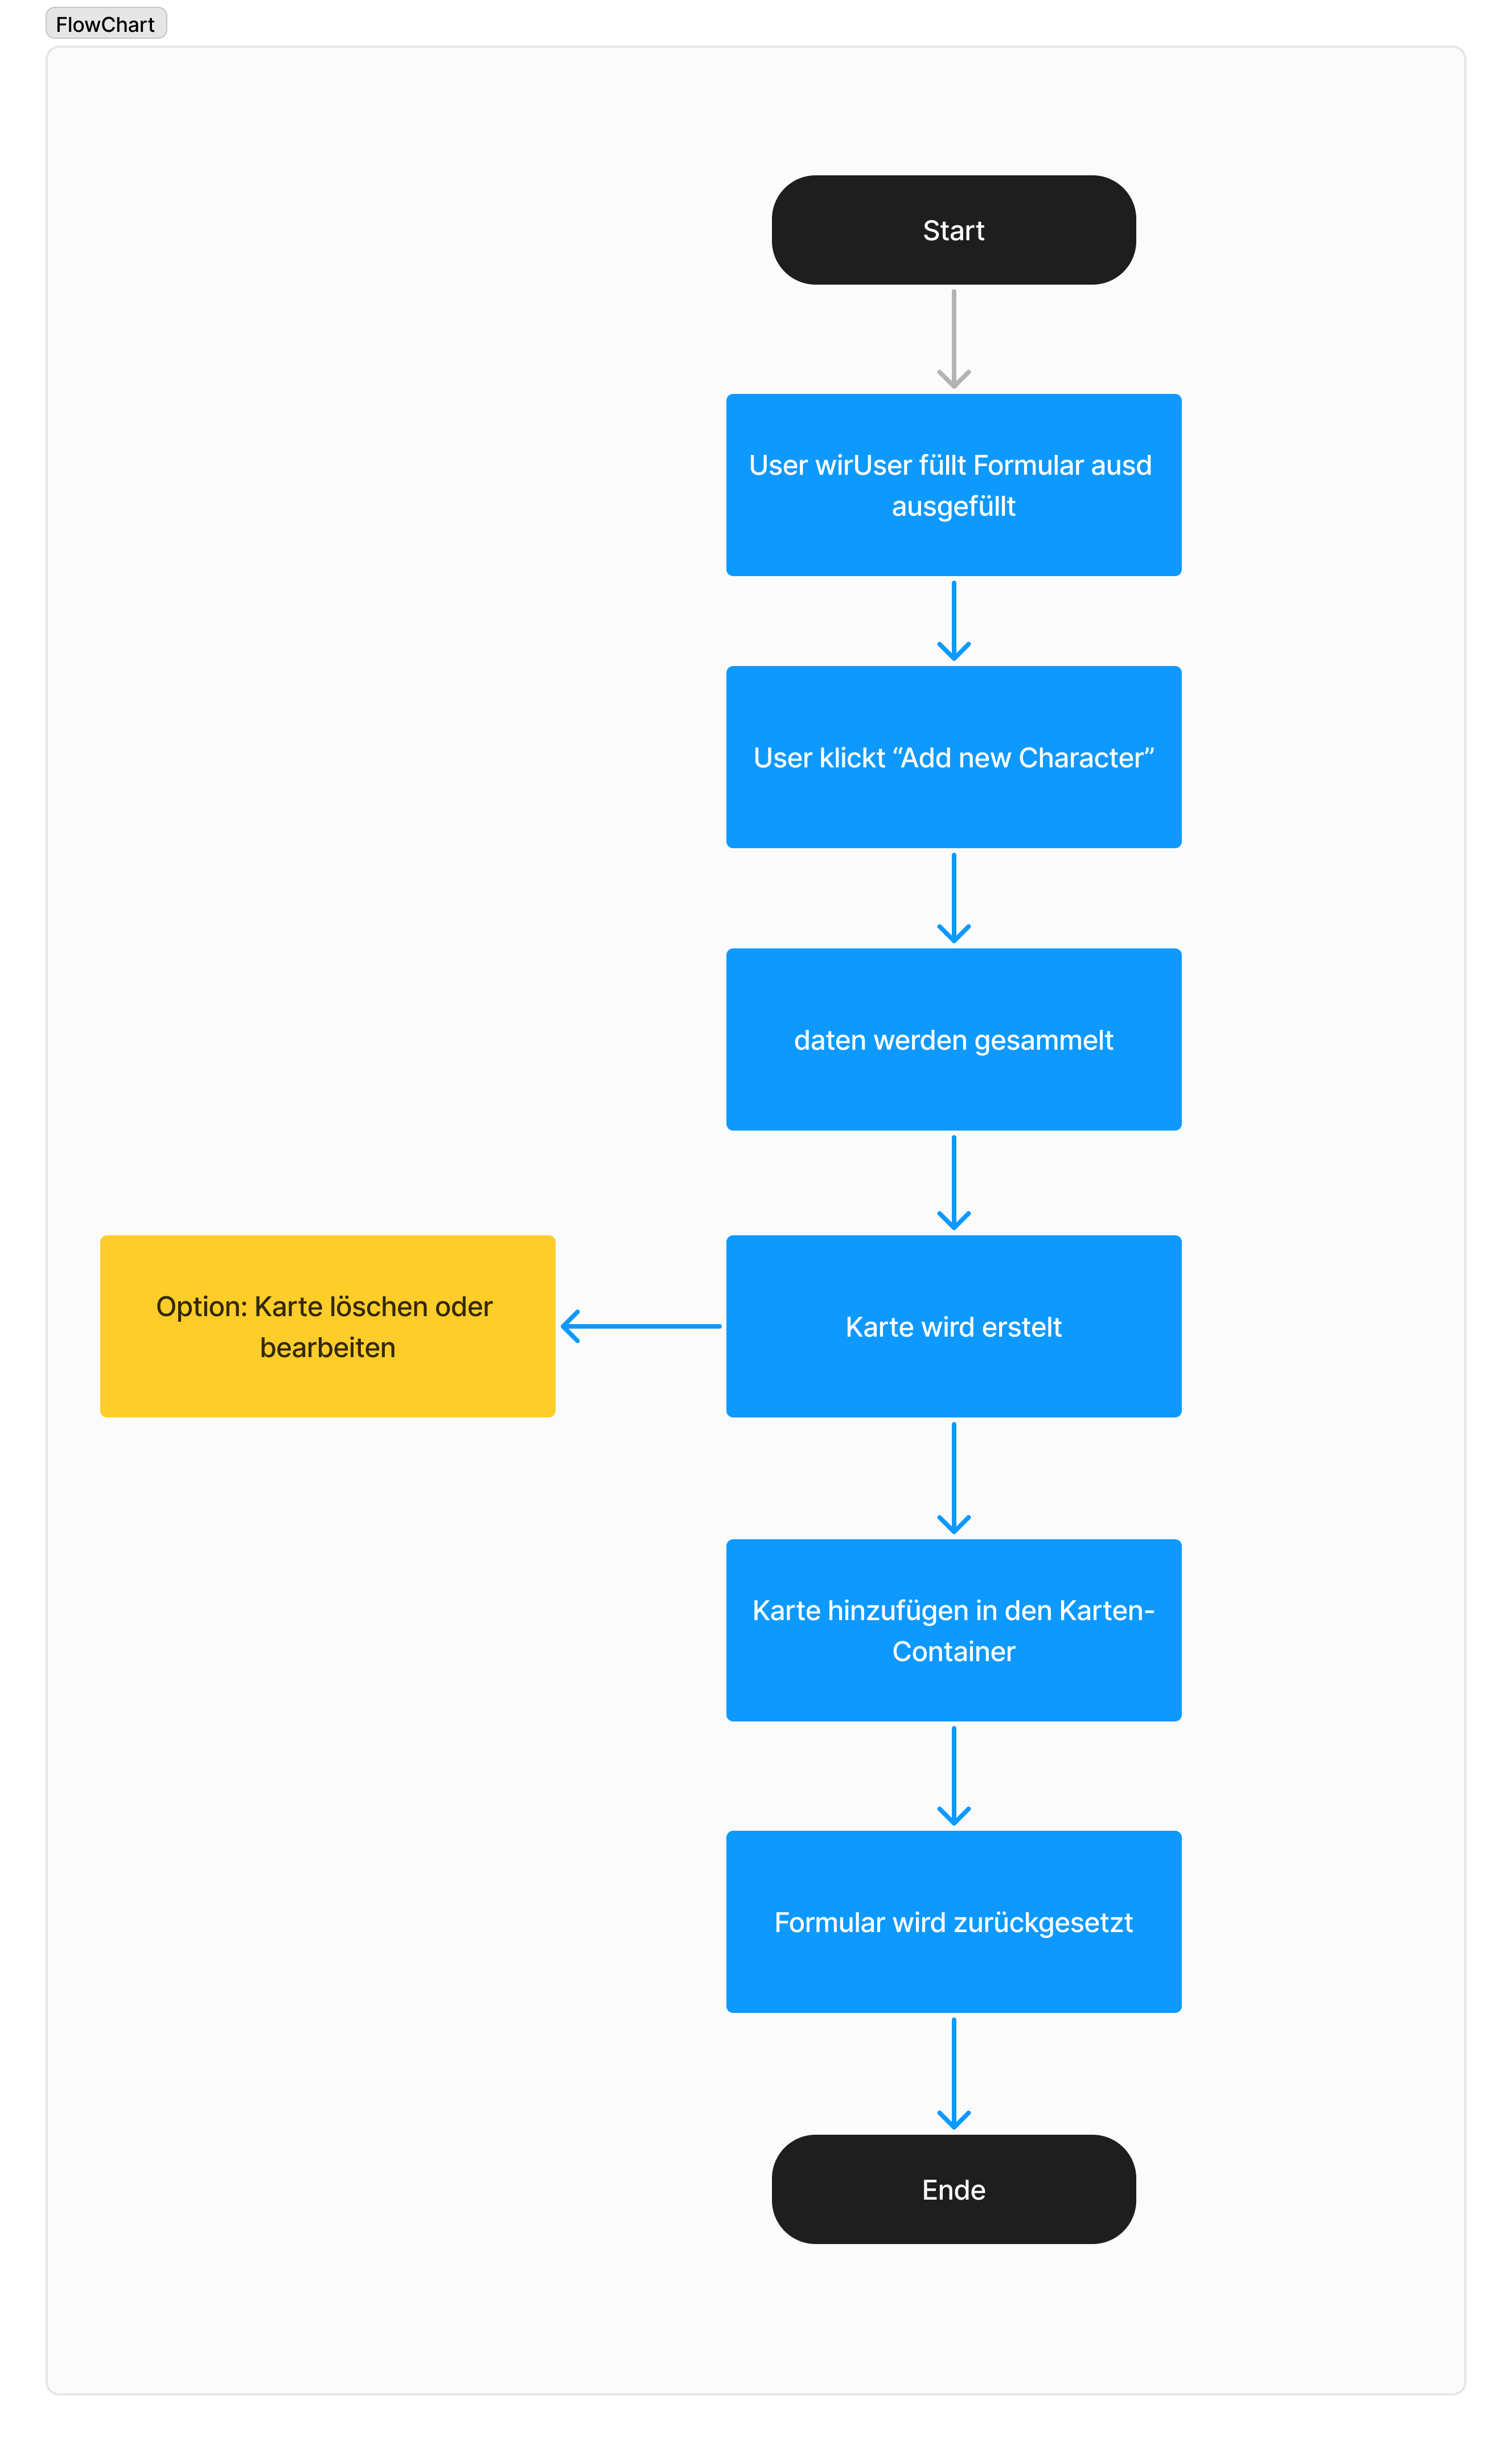 FlowChart
Start
User wirUser füllt Formular ausd
ausgefüllt
User klickt “Add new Character”
daten werden gesammelt
Option: Karte löschen oder
bearbeiten
Karte wird erstelt
Karte hinzufügen in den Karten-
Container
Formular wird zurückgesetzt
Ende